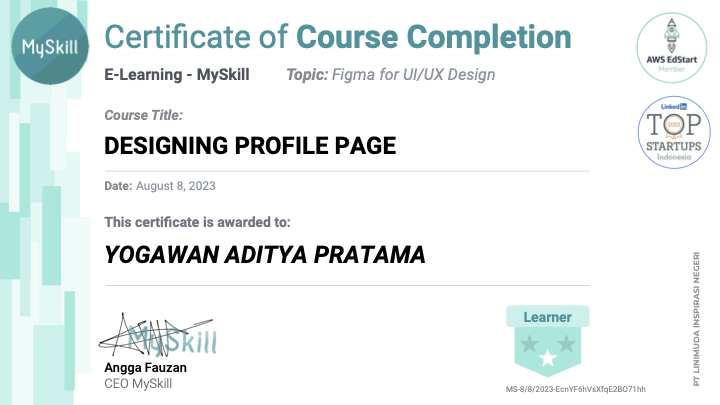 MySkill
Certificate of Course Completion
E-Learning - MySkill Topic: Figma for UI/UX Design
Course Title:
DESIGNING PROFILE PAGE
Date: August 8, 2023
This certificate is awarded to:
YOGAWAN ADITYA PRATAMA
MySkill
Angga Fauzan
CEO MySkill
Learner
MS-8/8/2023-EcnYF6hVsXfqE2BO71hh
AWS EdStart
Member
LinkedIn
TOP
2022
STARTUPS
Indonesia
PT LINIMUDA INSPIRASI NEGERI